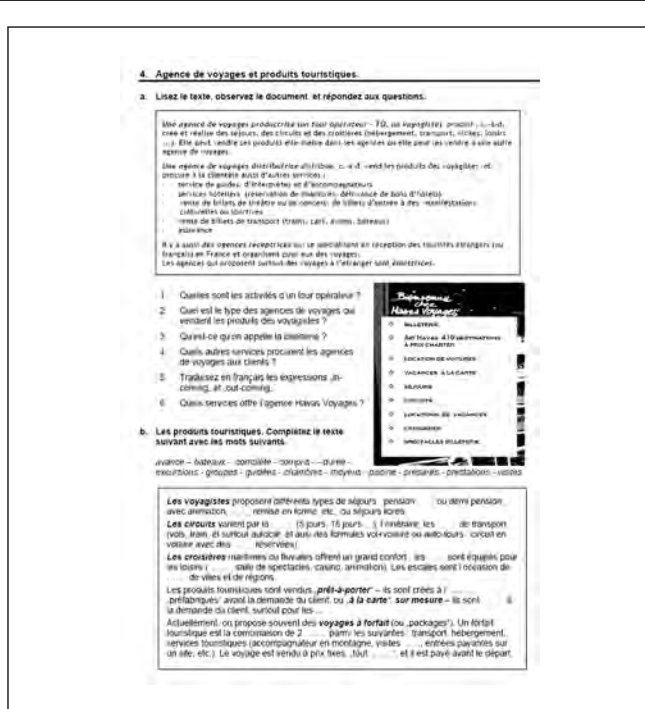 4. Agence de voyages et produits touristiques.
a. Lisez le texte, observez le document, et répondez aux questions.
Une agence de voyages productrice (un tour opérateur - TO, un voyagiste) produit, c.-à-d.
crée et réalise des séjours, des circuits et des croisières (hébergement, transport, visites, loisirs
...). Elle peut vendre ses produits elle-même dans ses agences ou elle peut les vendre à une autre
agence de voyages.
Une agence de voyages distributrice distribue, c.-à-d. vend les produits des voyagistes et
procure à la clientèle aussi d'autres services :
service de guides, d'interprètes et d'accompagnateurs
services hôteliers (réservation de chambres, délivrance de bons d'hôtels)
vente de billets de théâtre ou de concert, de billets d'entrée à des manifestations
culturelles ou sportives
vente de billets de transport (trains, cars, avions, bateaux)
assurance
Il y a aussi des agences réceptrices qui se spécialisent en réception des touristes étrangers (ou
français) en France et organisent pour eux des voyages.
Les agences qui proposent surtout des voyages à l'étranger sont émettrices.
1. Quelles sont les activités d'un tour opérateur ?
2. Quel est le type des agences de voyages qui
vendent les produits des voyagistes ?
3. Qu'est-ce qu'on appelle la billetterie ?
4. Quels autres services procurent les agences
de voyages aux clients ?
5. Traduisez en français les expressions „in-
coming„ et „out-coming„
6. Quels services offre l'agence Havas Voyages ?
Bienvenue
chez
Havas Voyages
BILLETERIE
Air Havas 410 DESTINATIONS
A PRIX CHARTER
LOCATION DE VOITURES
VACANCES A LA CARTE
SEJOURS
CIRCUITS
LOCATIONS DE VACANCES
CROISIERES
SPECTACLES BILLETERIE
b. Les produits touristiques. Complétez le texte
suivant avec les mots suivants.
avance – bateaux - complète - compris - durée -
excursions - groupes - guidées - chambres - moyens - piscine - préparés - prestations - visites
Les voyagistes proposent différents types de séjours : pension ... ou demi pension
avec animation, ... remise en forme, etc., ou séjours libres.
Les circuits varient par la ... (5 jours, 15 jours ...), l'itinéraire, les ... de transport
(vols, train, et surtout autocar et aussi des formules vol+voiture ou auto-tours : circuit en
voiture avec des ... réservées)
Les croisières maritimes ou fluviales offrent un grand confort : les ... sont équipés pour
les loisirs (... salle de spectacles, casino, animation). Les escales sont l'occasion de
... de villes et de régions.
Les produits touristiques sont vendus „prêt-à-porter“ – ils sont créés à l' ...
„préfabriqués“ avant la demande du client, ou „à la carte“, sur mesure – ils sont ... à
la demande du client, surtout pour les ...
Actuellement, on propose souvent des voyages à forfait (ou „packages“). Un forfait
touristique est la combinaison de 2 ... parmi les suivantes : transport, hébergement,
services touristiques (accompagnateur en montagne, visites ..., entrées payantes sur
un site, etc.). Le voyage est vendu à prix fixes, „tout ...“, et il est payé avant le départ.